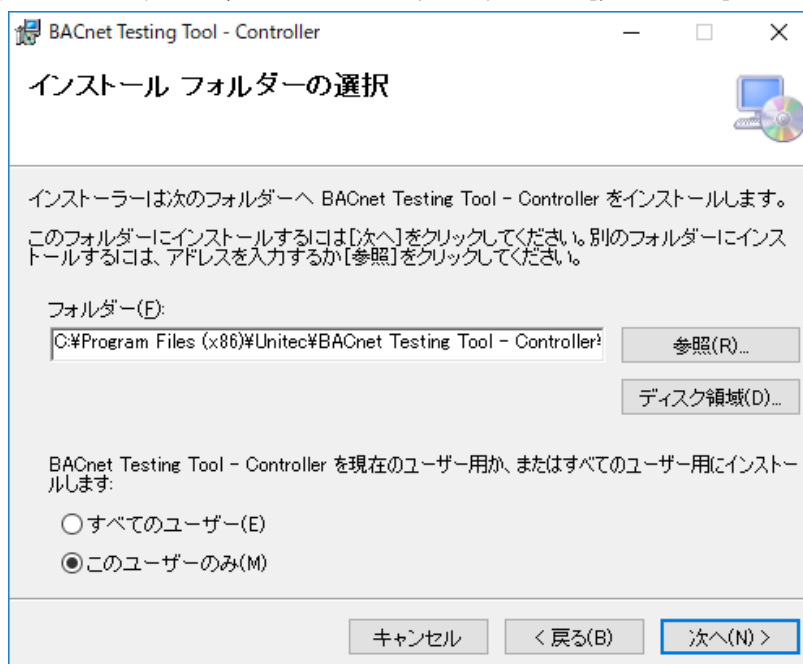 BACnet Testing Tool - Controller
インストール フォルダーの選択
インストーラーは次のフォルダーへ BACnet Testing Tool - Controller をインストールします。
このフォルダーにインストールするには[次へ]をクリックしてください。別のフォルダーにインス
トールするには、アドレスを入力するか[参照]をクリックしてください。
フォルダー(F):
C:¥Program Files (x86)¥Unitec¥BACnet Testing Tool - Controller¥
参照(R)...
ディスク領域(D)...
BACnet Testing Tool - Controller を現在のユーザー用か、またはすべてのユーザー用にインストー
ルします:
すべてのユーザー(E)
このユーザーのみ(M)
キャンセル
< 戻る(B)
次へ(N) >